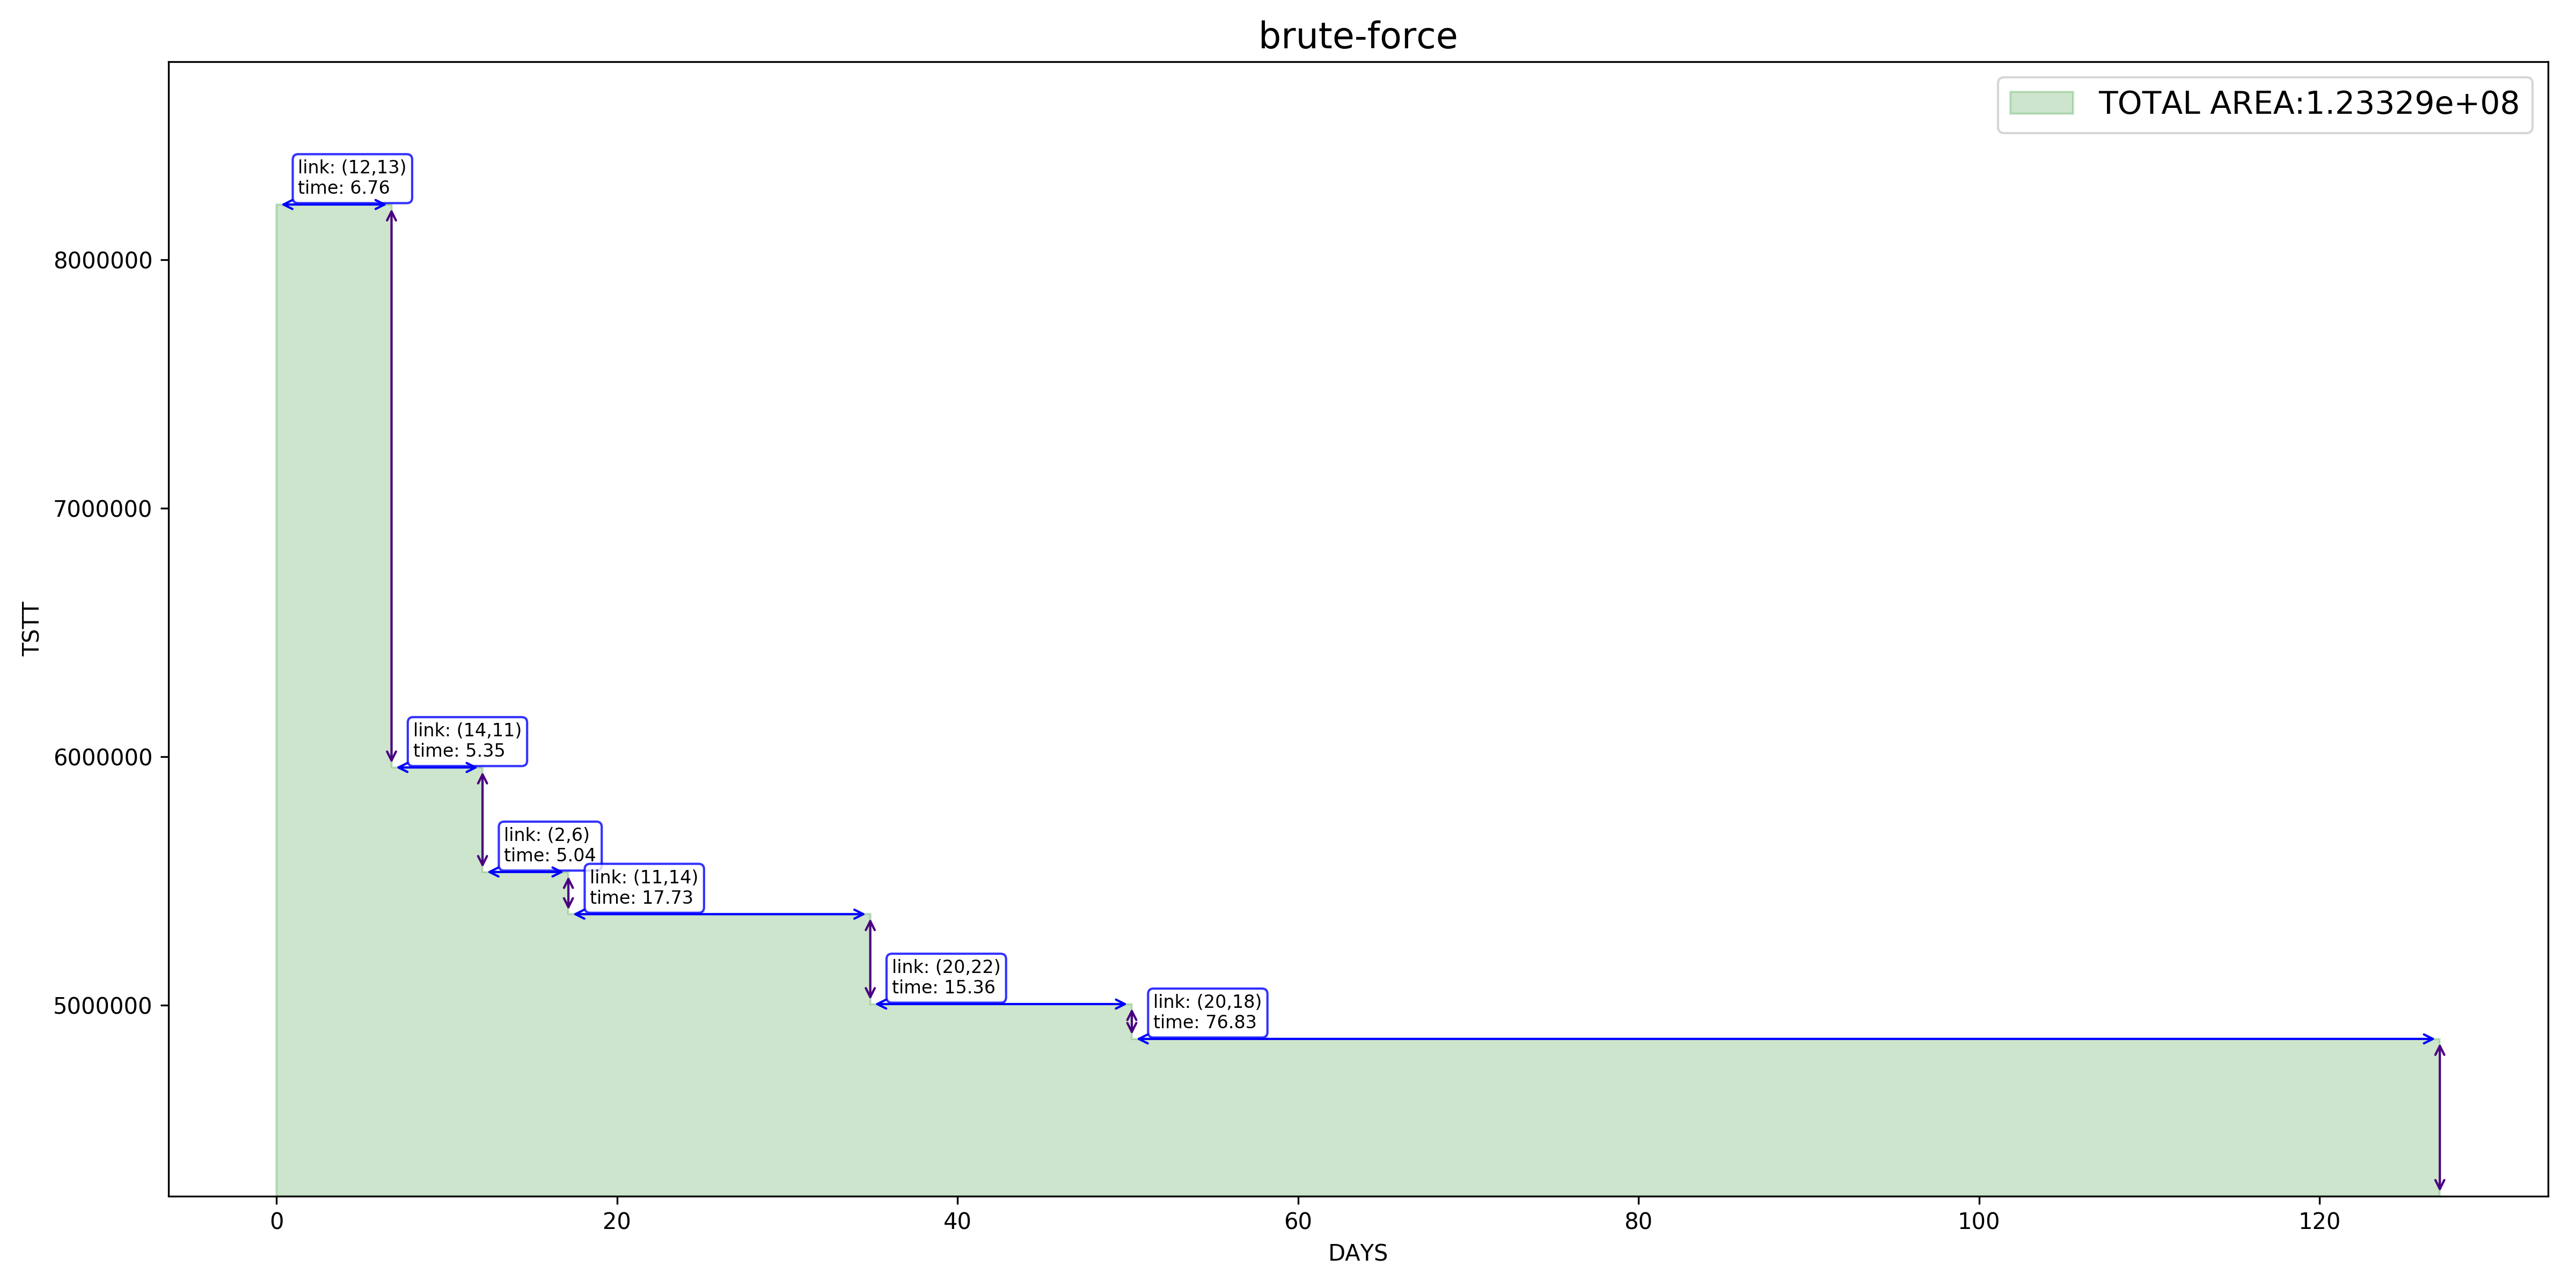 brute-force
TOTAL AREA:1.23329e+08
link: (12,13)
time: 6.76
8000000
7000000
link: (14,11)
time: 5.35
6000000
link: (2,6)
time: 5.04
link: (11,14)
time: 17.73
link: (20,22)
time: 15.36
link: (20,18)
time: 76.83
5000000
TSTT
0
20
40
60
80
100
120
DAYS